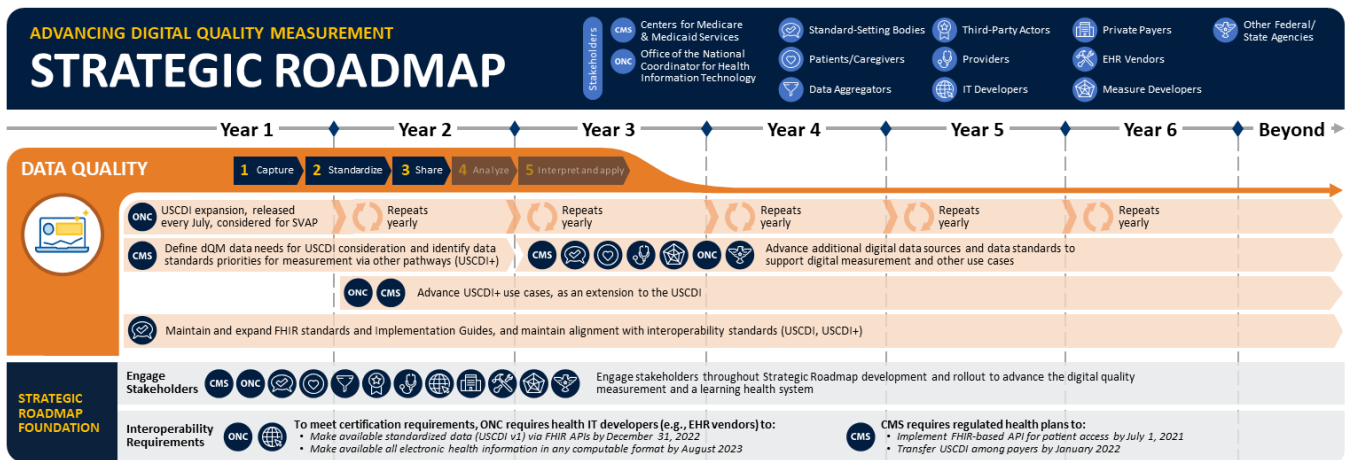 ADVANCING DIGITAL QUALITY MEASUREMENT
STRATEGIC ROADMAP
Stakeholders
CMS
Centers for Medicare
& Medicaid Services
ONC
Office of the National
Coordinator for Health
Information Technology
Standard-Setting Bodies
Patients/Caregivers
Data Aggregators
Third-Party Actors
Providers
IT Developers
Private Payers
EHR Vendors
Measure Developers
Other Federal/
State Agencies
Year 1
Year 2
Year 3
Year 4
Year 5
Year 6
Beyond
DATA QUALITY
1 Capture
2 Standardize
3 Share
4 Analyze
5 Interpret and apply
ONC
USCDI expansion, released
every July, considered for SVAP
Repeats
yearly
Repeats
yearly
Repeats
yearly
Repeats
yearly
Repeats
yearly
CMS
Define dQM data needs for USCDI consideration and identify data
standards priorities for measurement via other pathways (USCDI+)
CMS
ONC
Advance additional digital data sources and data standards to
support digital measurement and other use cases
ONC
CMS
Advance USCDI+ use cases, as an extension to the USCDI
Maintain and expand FHIR standards and Implementation Guides, and maintain alignment with interoperability standards (USCDI, USCDI+)
STRATEGIC
ROADMAP
FOUNDATION
Engage
Stakeholders
CMS
ONC
Engage stakeholders throughout Strategic Roadmap development and rollout to advance the digital quality
measurement and a learning health system
Interoperability
Requirements
ONC
To meet certification requirements, ONC requires health IT developers (e.g., EHR vendors) to:
• Make available standardized data (USCDI v1) via FHIR APIs by December 31, 2022
• Make available all electronic health information in any computable format by August 2023
CMS
CMS requires regulated health plans to:
• Implement FHIR-based API for patient access by July 1, 2021
• Transfer USCDI among payers by January 2022